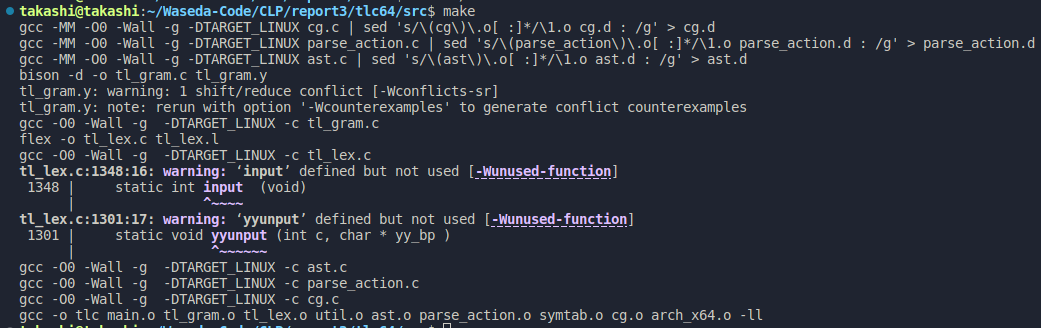 takashi@takashi:~/Waseda-Code/CLP/report3/tlc64/src$ make
gcc -MM -O0 -Wall -g -DTARGET_LINUX cg.c | sed 's/\(cg\)\.o[ :]*/\1.o cg.d : /g' > cg.d
gcc -MM -O0 -Wall -g -DTARGET_LINUX parse_action.c | sed 's/\(parse_action\)\.o[ :]*/\1.o parse_action.d : /g' > parse_action.d
gcc -MM -O0 -Wall -g -DTARGET_LINUX ast.c | sed 's/\(ast\)\.o[ :]*/\1.o ast.d : /g' > ast.d
bison -d -o tl_gram.c tl_gram.y
tl_gram.y: warning: 1 shift/reduce conflict [-Wconflicts-sr]
tl_gram.y: note: rerun with option '-Wcounterexamples' to generate conflict counterexamples
gcc -O0 -Wall -g  -DTARGET_LINUX -c tl_gram.c
flex -o tl_lex.c tl_lex.l
gcc -O0 -Wall -g  -DTARGET_LINUX -c tl_lex.c
tl_lex.c:1348:16: warning: ‘input’ defined but not used [-Wunused-function]
 1348 |     static int input  (void)
      |                ^~~~~
tl_lex.c:1301:17: warning: ‘yyunput’ defined but not used [-Wunused-function]
 1301 |     static void yyunput (int c, char * yy_bp )
      |                 ^~~~~~~
gcc -O0 -Wall -g  -DTARGET_LINUX -c ast.c
gcc -O0 -Wall -g  -DTARGET_LINUX -c parse_action.c
gcc -O0 -Wall -g  -DTARGET_LINUX -c cg.c
gcc -o tlc main.o tl_gram.o tl_lex.o util.o ast.o parse_action.o symtab.o cg.o arch_x64.o -ll